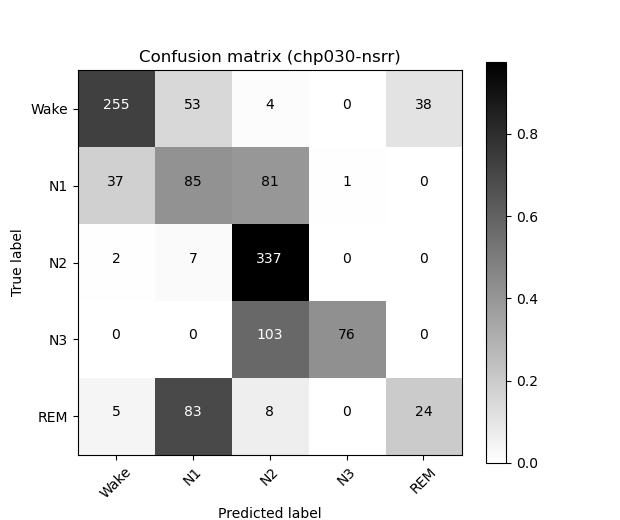 Confusion matrix (chp030-nsrr)
Wake 255 53 4 0 38
N1 37 85 81 1 0
N2 2 7 337 0 0
N3 0 0 103 76 0
REM 5 83 8 0 24
Wake N1 N2 N3 REM
True label
Predicted label
0.8
0.6
0.4
0.2
0.0